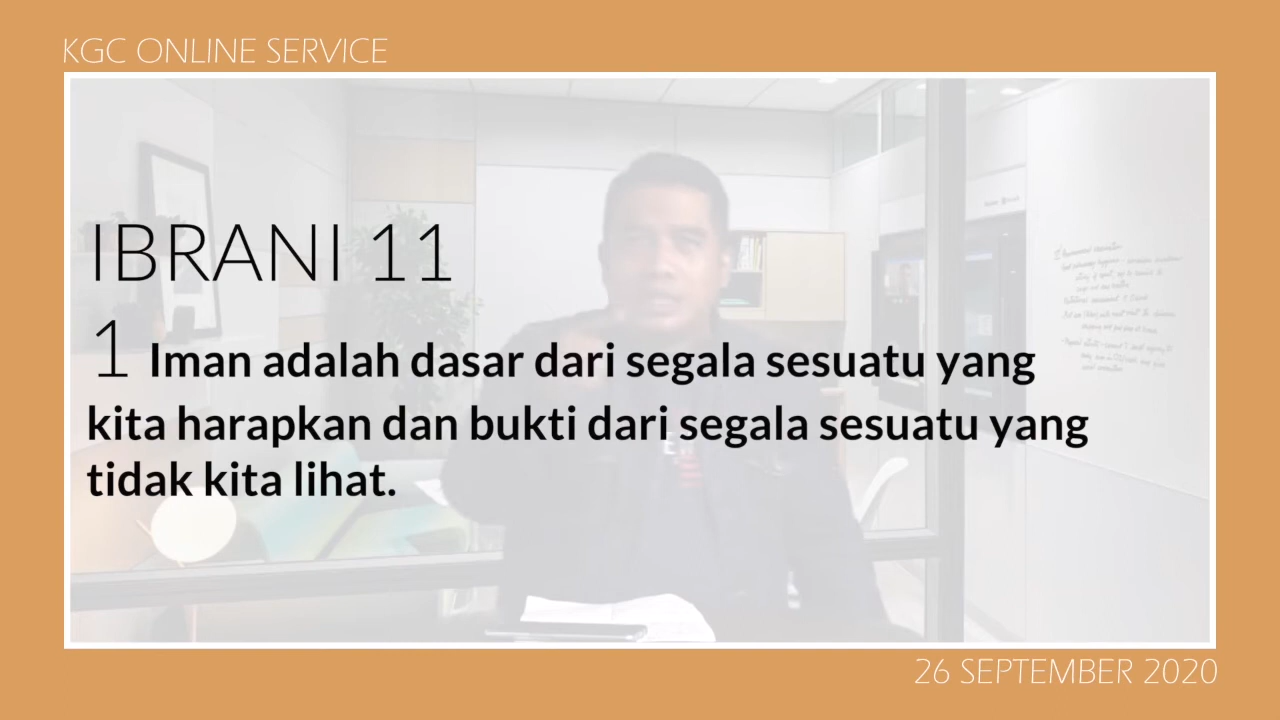 KGC ONLINE SERVICE
IBRANI 11
1 Iman adalah dasar dari segala sesuatu yang
kita harapkan dan bukti dari segala sesuatu yang
tidak kita lihat.
26 SEPTEMBER 2020